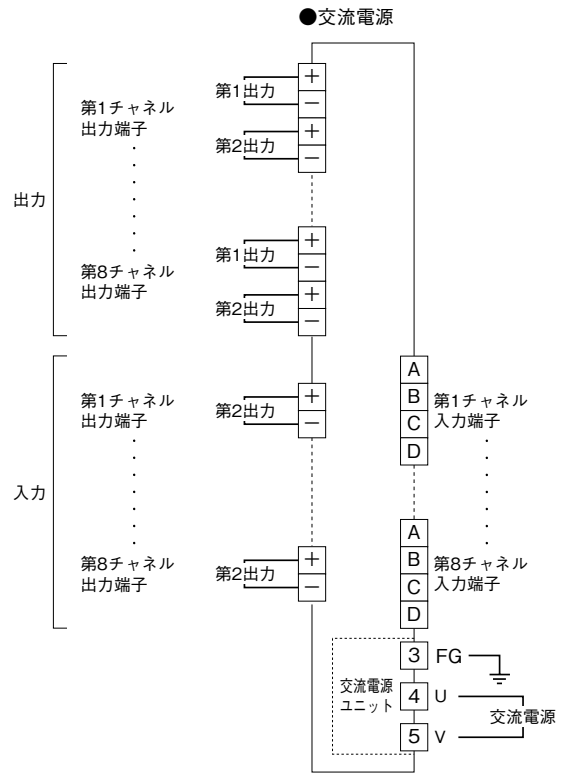 ●交流電源
出力
第1チャネル
出力端子
第1出力
+
−
第2出力
+
−
第8チャネル
出力端子
第1出力
+
−
第2出力
+
−
入力
第1チャネル
出力端子
第2出力
+
−
第8チャネル
出力端子
第2出力
+
−
A
B
C
D
第1チャネル
入力端子
A
B
C
D
第8チャネル
入力端子
交流電源
ユニット
3 FG
4 U
5 V
交流電源